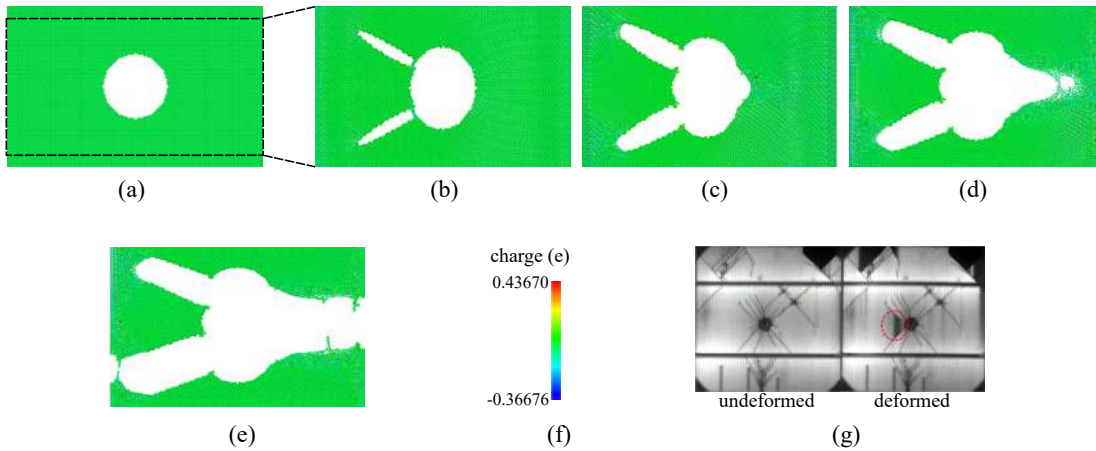 (a)
(b)
(c)
(d)
charge (e)
0.43670
-0.36676
undeformed
deformed
(e)
(f)
(g)